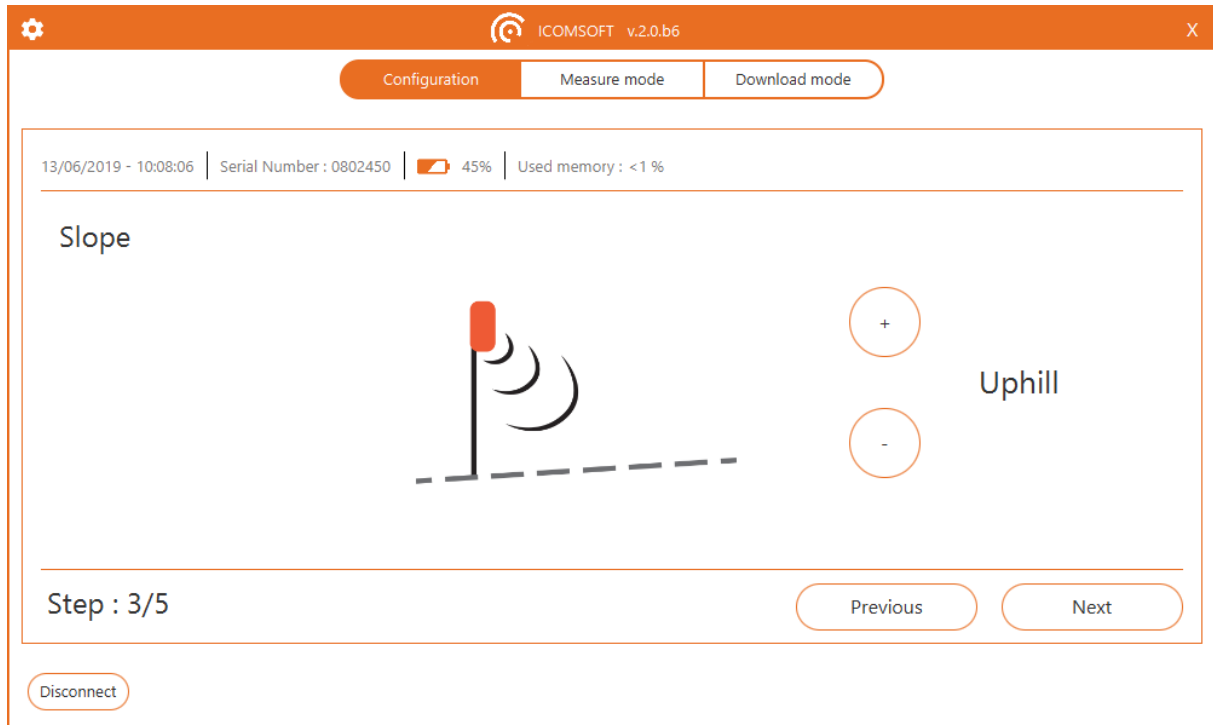 ICOMSOFT v.2.0.b6 X
Configuration Measure mode Download mode
13/06/2019 - 10:08:06 Serial Number : 0802450 45% Used memory : <1 %
Slope
+
Uphill
-
Step : 3/5 Previous Next
Disconnect